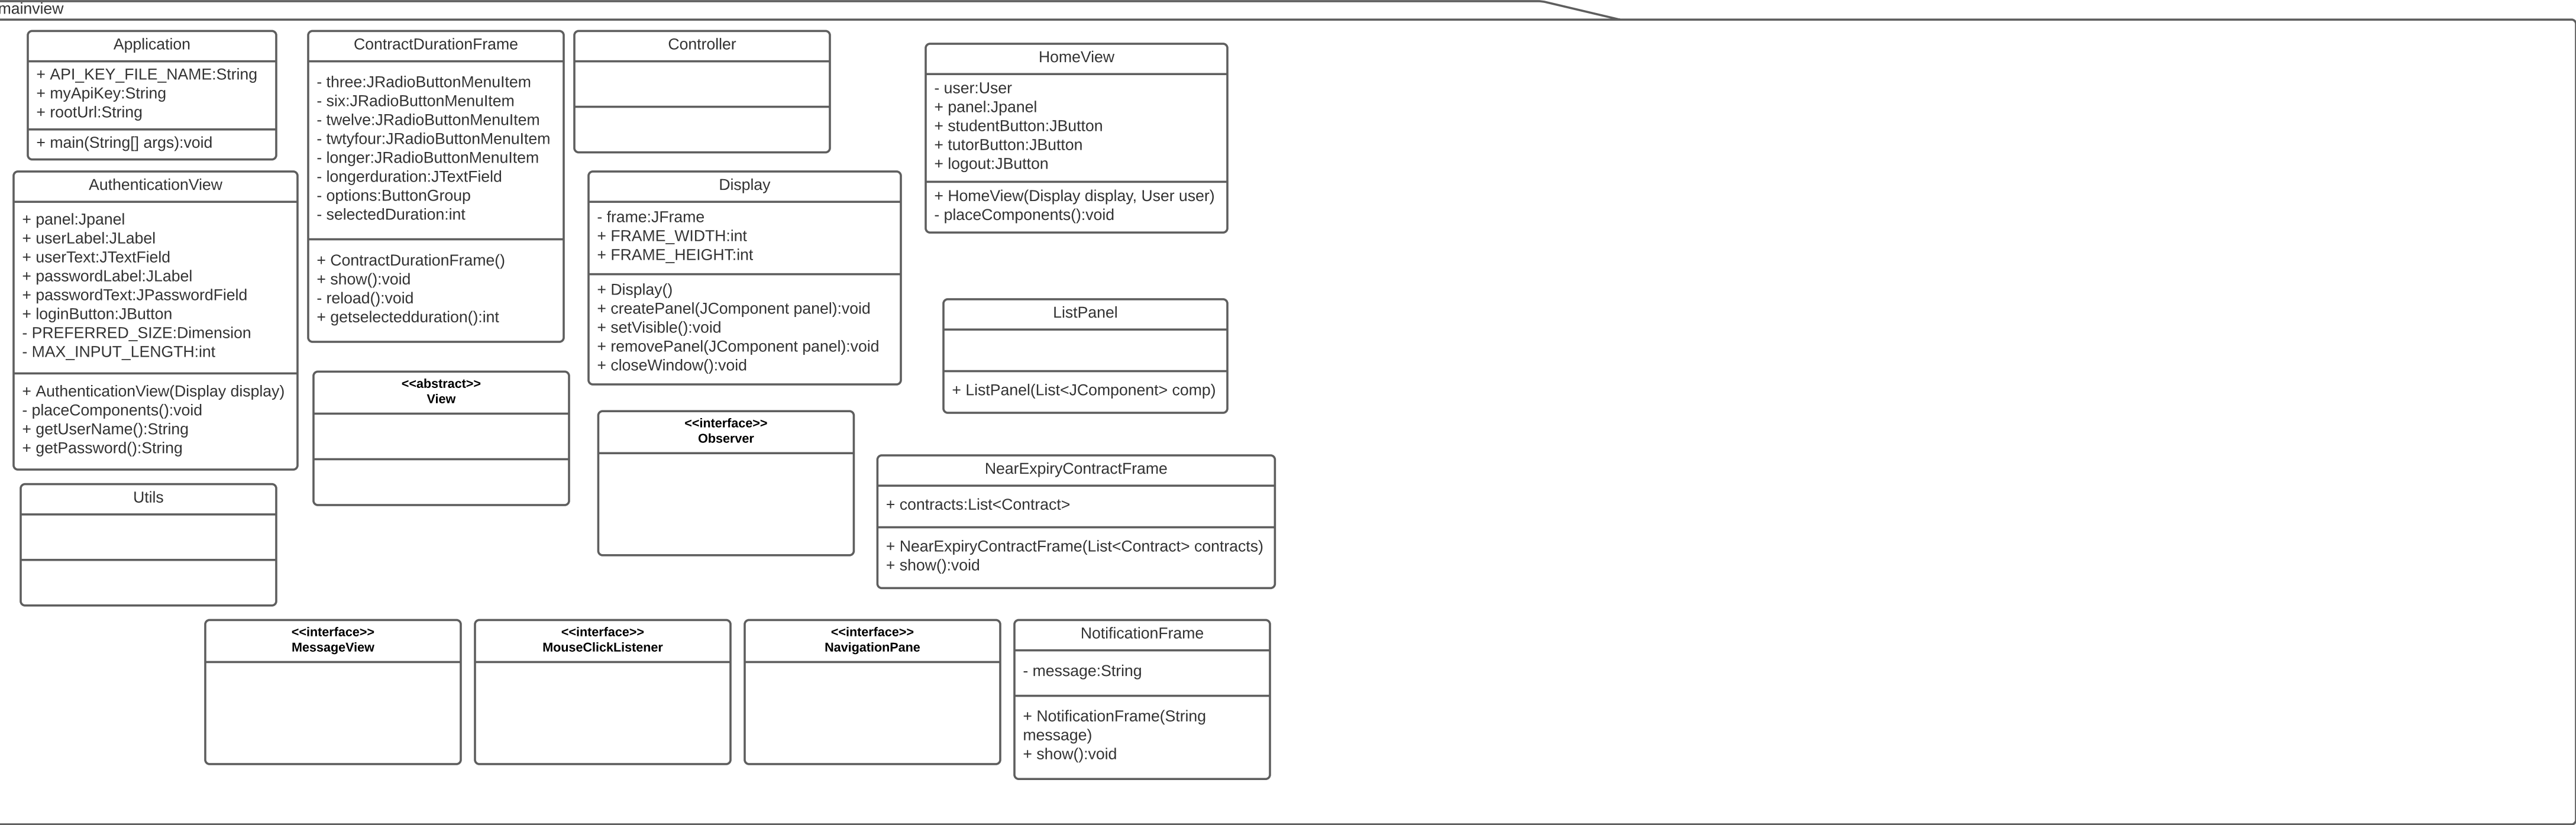 mainview
Application
+ API_KEY_FILE_NAME:String
+ myApiKey:String
+ rootUrl:String
+ main(String[] args):void
ContractDurationFrame
- three:JRadioButtonMenuItem
- six:JRadioButtonMenuItem
- twelve:JRadioButtonMenuItem
- twtyfour:JRadioButtonMenuItem
- longer:JRadioButtonMenuItem
- longerduration:JTextField
- options:ButtonGroup
- selectedDuration:int
+ ContractDurationFrame()
+ show():void
- reload():void
+ getselectedduration():int
Controller
HomeView
- user:User
+ panel:Jpanel
+ studentButton:JButton
+ tutorButton:JButton
+ logout:JButton
+ HomeView(Display display, User user)
- placeComponents():void
AuthenticationView
+ panel:Jpanel
+ userLabel:JLabel
+ userText:JTextField
+ passwordLabel:JLabel
+ passwordText:JPasswordField
+ loginButton:JButton
- PREFERRED_SIZE:Dimension
- MAX_INPUT_LENGTH:int
+ AuthenticationView(Display display)
- placeComponents():void
+ getUserName():String
+ getPassword():String
Display
- frame:JFrame
+ FRAME_WIDTH:int
+ FRAME_HEIGHT:int
+ Display()
+ createPanel(JComponent panel):void
+ setVisible():void
+ removePanel(JComponent panel):void
+ closeWindow():void
ListPanel
+ ListPanel(List<JComponent> comp)
<<abstract>>
View
<<interface>>
Observer
NearExpiryContractFrame
+ contracts:List<Contract>
+ NearExpiryContractFrame(List<Contract> contracts)
+ show():void
Utils
<<interface>>
MessageView
<<interface>>
MouseClickListener
<<interface>>
NavigationPane
NotificationFrame
- message:String
+ NotificationFrame(String
message)
+ show():void